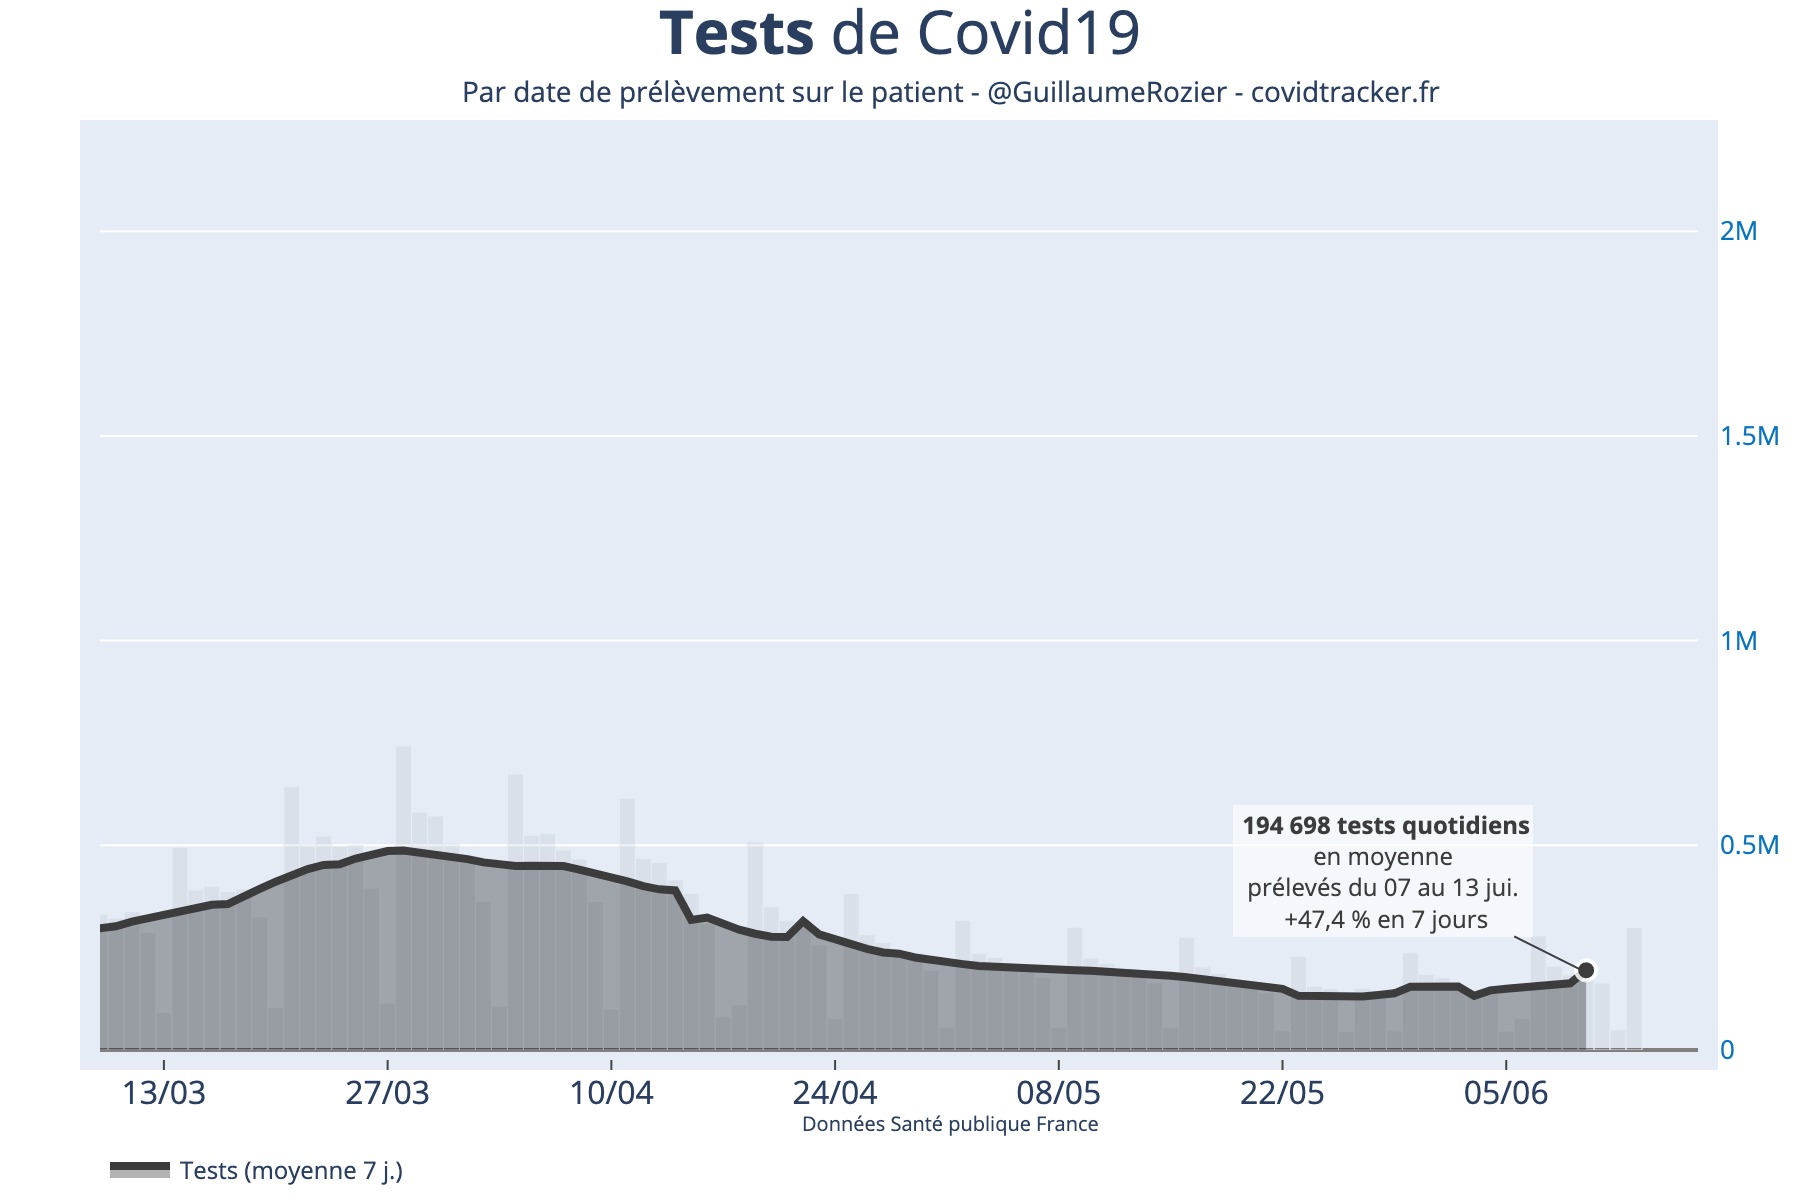 Tests de Covid19
Par date de prélèvement sur le patient - @GuillaumeRozier - covidtracker.fr
2M
1.5M
1M
0.5M
0
194 698 tests quotidiens
en moyenne
prélevés du 07 au 13 jui.
+47,4 % en 7 jours
13/03 27/03 10/04 24/04 08/05 22/05 05/06
Données Santé publique France
Tests (moyenne 7 j.)